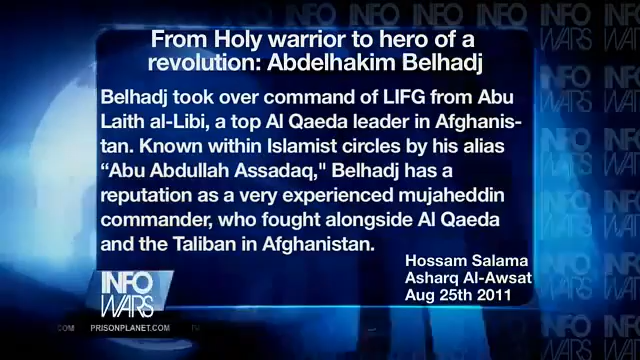 From Holy warrior to hero of a
revolution: Abdelhakim Belhadj
Belhadj took over command of LIFG from Abu
Laith al-Libi, a top Al Qaeda leader in Afghanis-
tan. Known within Islamist circles by his alias
“Abu Abdullah Assadaq," Belhadj has a
reputation as a very experienced mujaheddin
commander, who fought alongside Al Qaeda
and the Taliban in Afghanistan.
Hossam Salama
Asharq Al-Awsat
Aug 25th 2011
INFO
WARS
.COM PRISONPLANET.COM
INFO
WARS